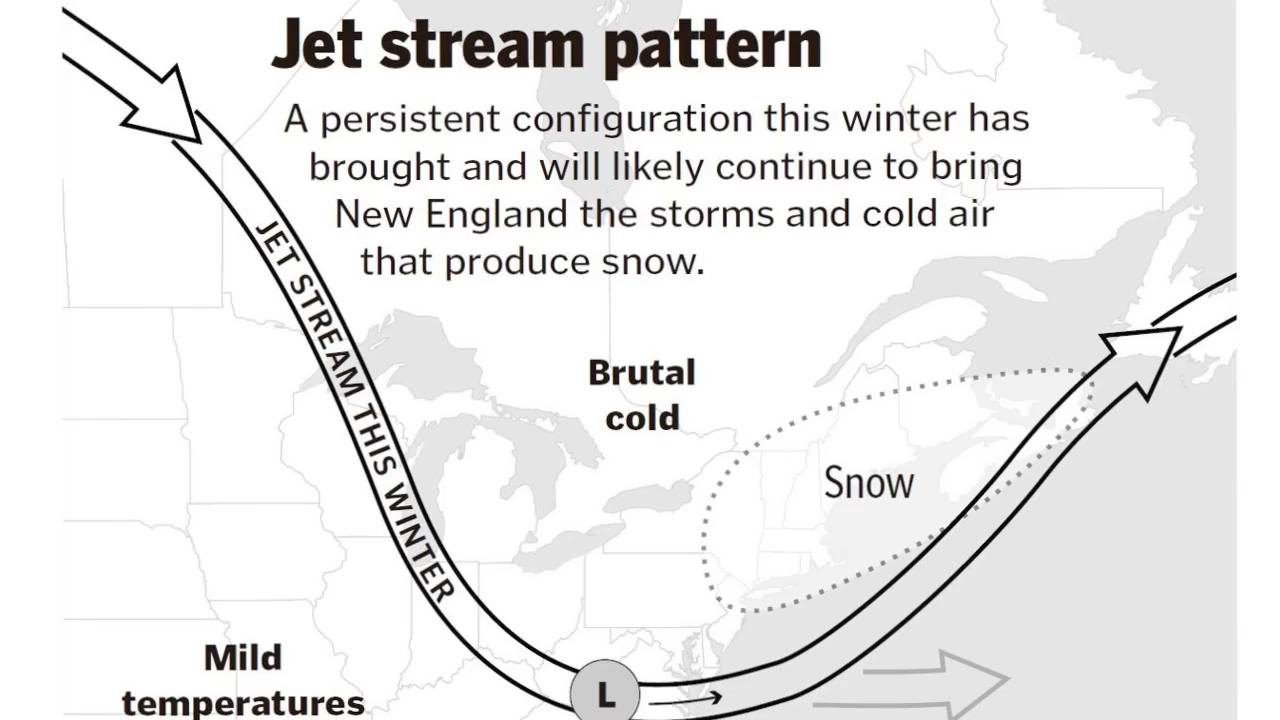 Jet stream pattern
A persistent configuration this winter has
brought and will likely continue to bring
New England the storms and cold air
that produce snow.
JET STREAM THIS WINTER
Brutal
cold
Snow
Mild
temperatures
L